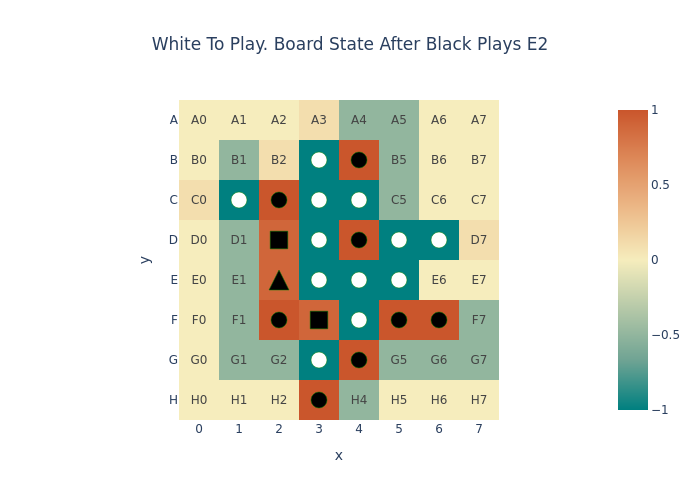 White To Play. Board State After Black Plays E2
A A0 A1 A2 A3 A4 A5 A6 A7
B B0 B1 B2 B5 B6 B7
C C0 C5 C6 C7
D D0 D1 D7
E E0 E1 E6 E7
F F0 F1 F7
G G0 G1 G2 G5 G6 G7
H H0 H1 H2 H4 H5 H6 H7
0 1 2 3 4 5 6 7
x
y
1
0.5
0
−0.5
−1